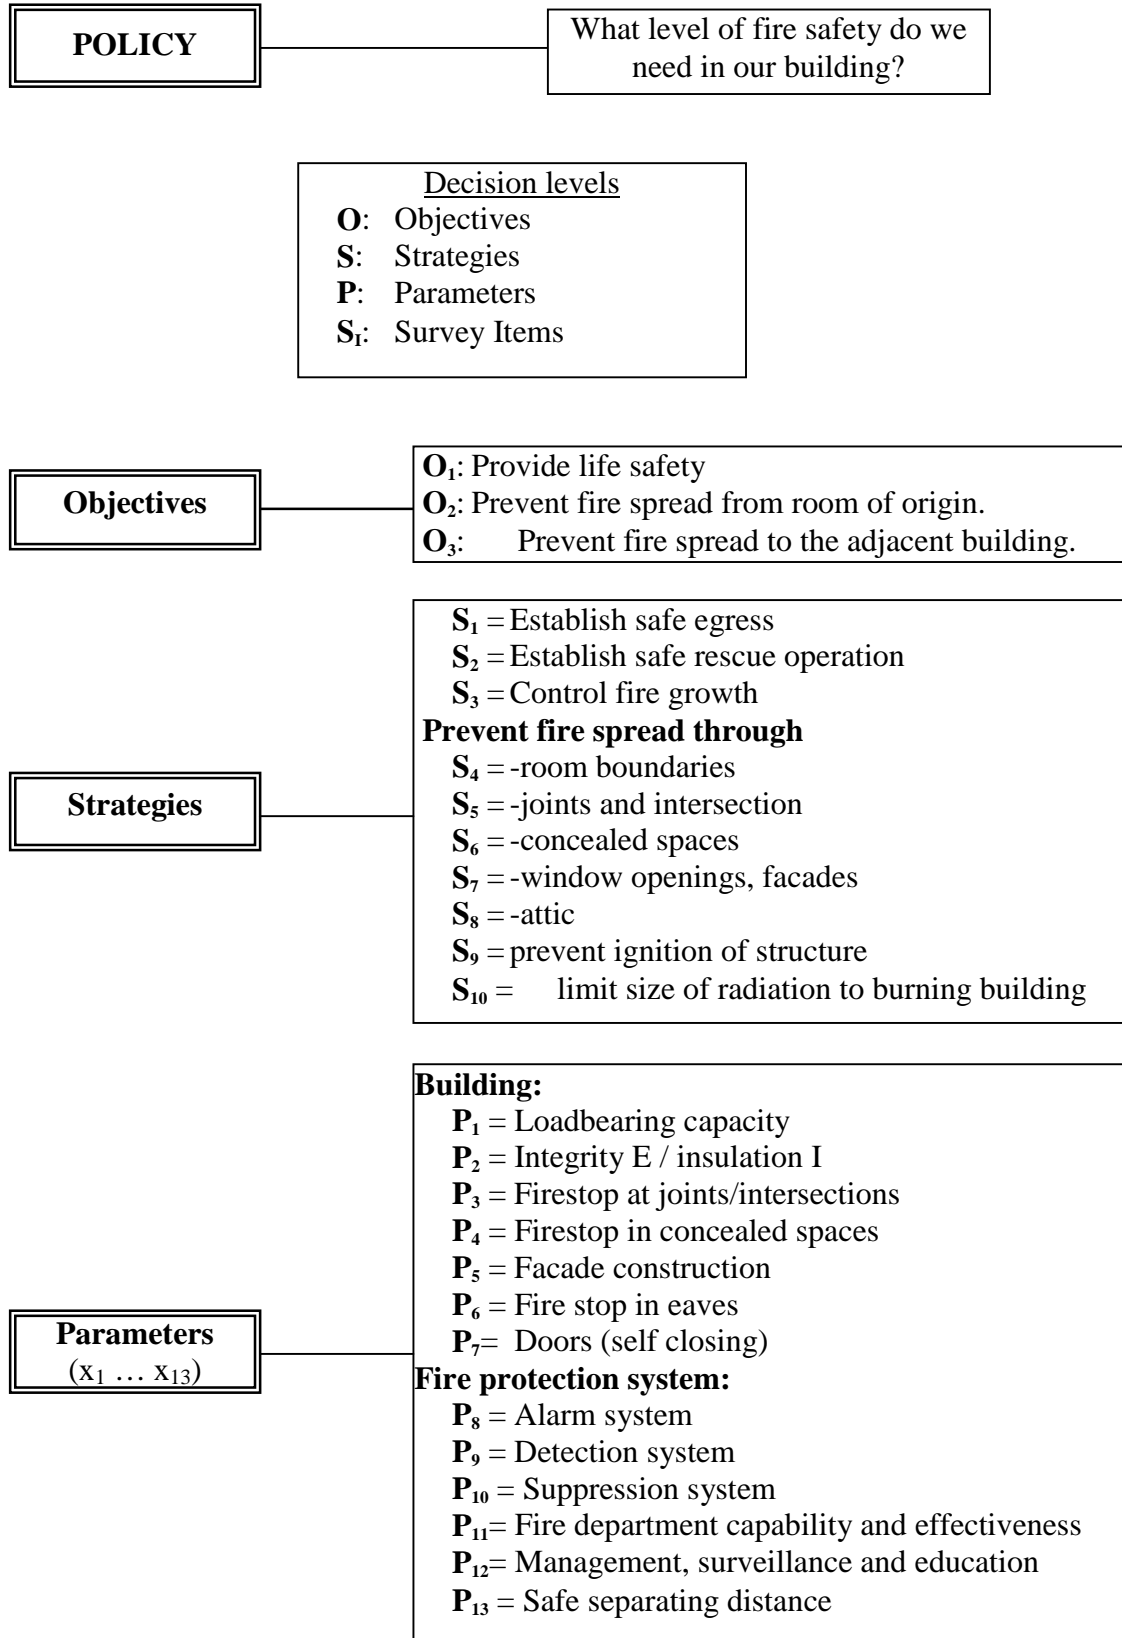 POLICY
What level of fire safety do we
need in our building?
Decision levels
O: Objectives
S: Strategies
P: Parameters
S_I: Survey Items
Objectives
O₁: Provide life safety
O₂: Prevent fire spread from room of origin.
O₃: Prevent fire spread to the adjacent building.
Strategies
S₁ = Establish safe egress
S₂ = Establish safe rescue operation
S₃ = Control fire growth
Prevent fire spread through
S₄ = -room boundaries
S₅ = -joints and intersection
S₆ = -concealed spaces
S₇ = -window openings, facades
S₈ = -attic
S₉ = prevent ignition of structure
S₁₀ = limit size of radiation to burning building
Parameters
(x₁ … x₁₃)
Building:
P₁ = Loadbearing capacity
P₂ = Integrity E / insulation I
P₃ = Firestop at joints/intersections
P₄ = Firestop in concealed spaces
P₅ = Facade construction
P₆ = Fire stop in eaves
P₇= Doors (self closing)
Fire protection system:
P₈ = Alarm system
P₉ = Detection system
P₁₀ = Suppression system
P₁₁= Fire department capability and effectiveness
P₁₂= Management, surveillance and education
P₁₃ = Safe separating distance